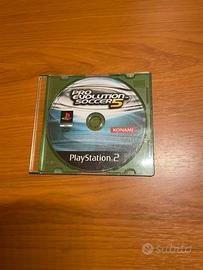 PRO
EVOLUTION
SOCCER 5
KONAMI
PlayStation 2
subito